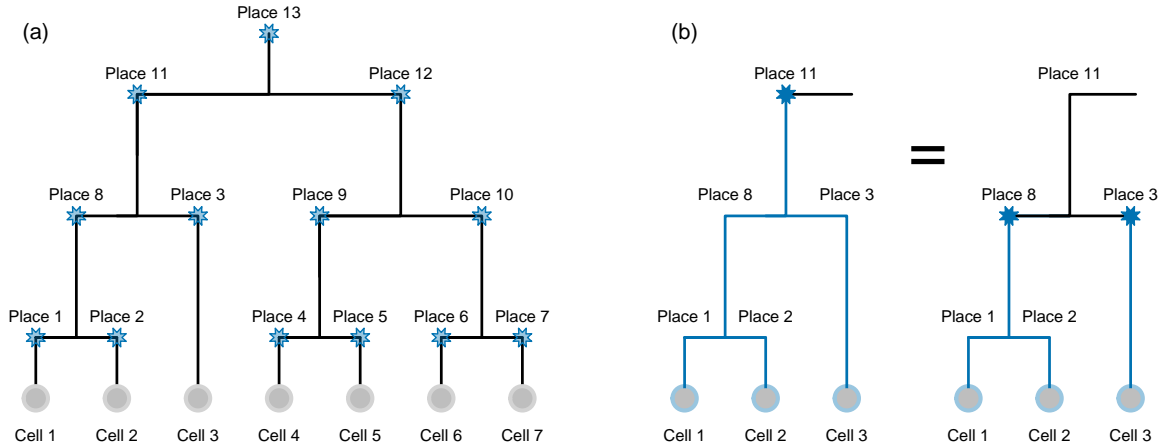 Place 13
(a)
(b)
Place 11
Place 12
Place 11
Place 11
Place 8
Place 3
Place 9
Place 10
Place 8
Place 3
Place 8
Place 3
Place 1
Place 2
Place 4
Place 5
Place 6
Place 7
Place 1
Place 2
Place 1
Place 2
=
Cell 1
Cell 2
Cell 3
Cell 4
Cell 5
Cell 6
Cell 7
Cell 1
Cell 2
Cell 3
Cell 1
Cell 2
Cell 3